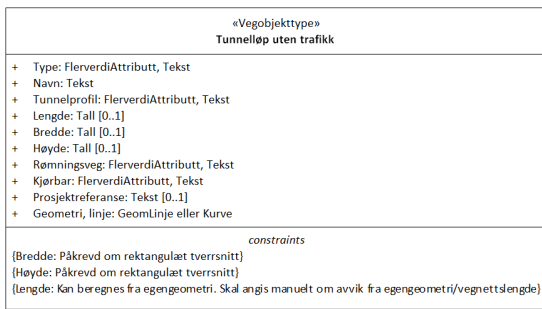 «Vegobjekttype»
Tunnelløp uten trafikk
+ Type: FlerverdiAttributt, Tekst
+ Navn: Tekst
+ Tunnelprofil: FlerverdiAttributt, Tekst
+ Lengde: Tall [0..1]
+ Bredde: Tall [0..1]
+ Høyde: Tall [0..1]
+ Rømningsveg: FlerverdiAttributt, Tekst
+ Kjørbar: FlerverdiAttributt, Tekst
+ Prosjektreferanse: Tekst [0..1]
+ Geometri, linje: GeomLinje eller Kurve
constraints
{Bredde: Påkrevd om rektangulæt tverrsnitt}
{Høyde: Påkrevd om rektangulæt tverrsnitt}
{Lengde: Kan beregnes fra egengeometri. Skal angis manuelt om avvik fra egengeometri/vegnettslengde}